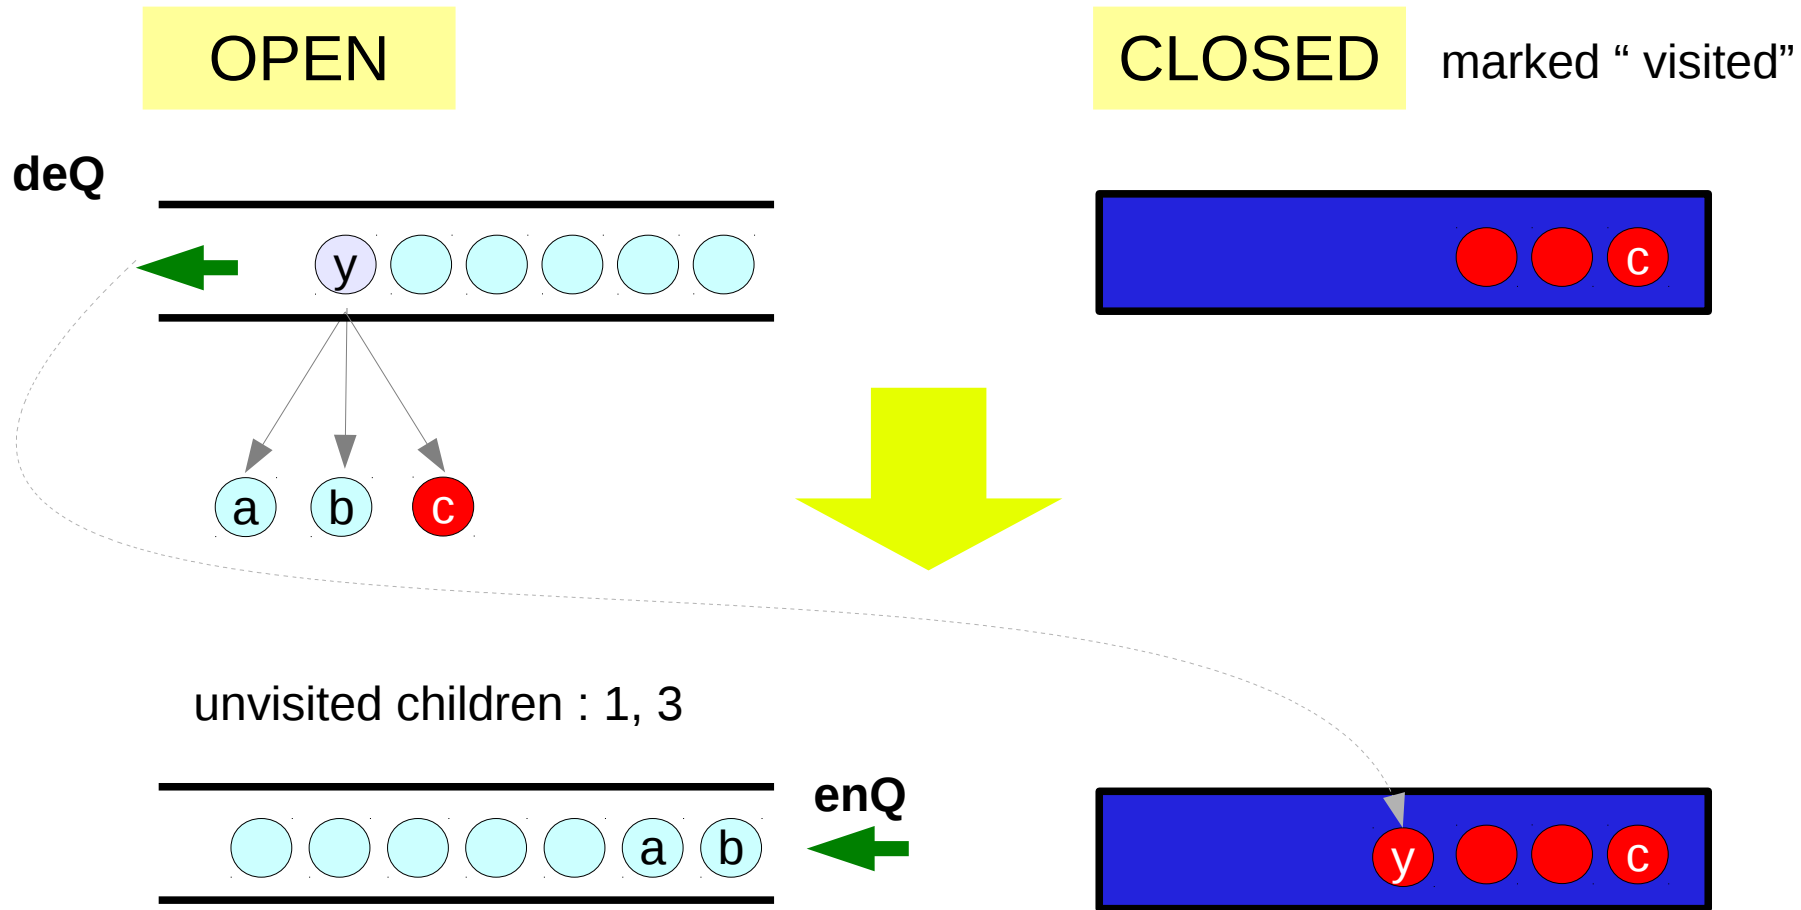 OPEN
CLOSED
marked “ visited”
deQ
y
c
a b c
unvisited children : 1, 3
enQ
a b
y c